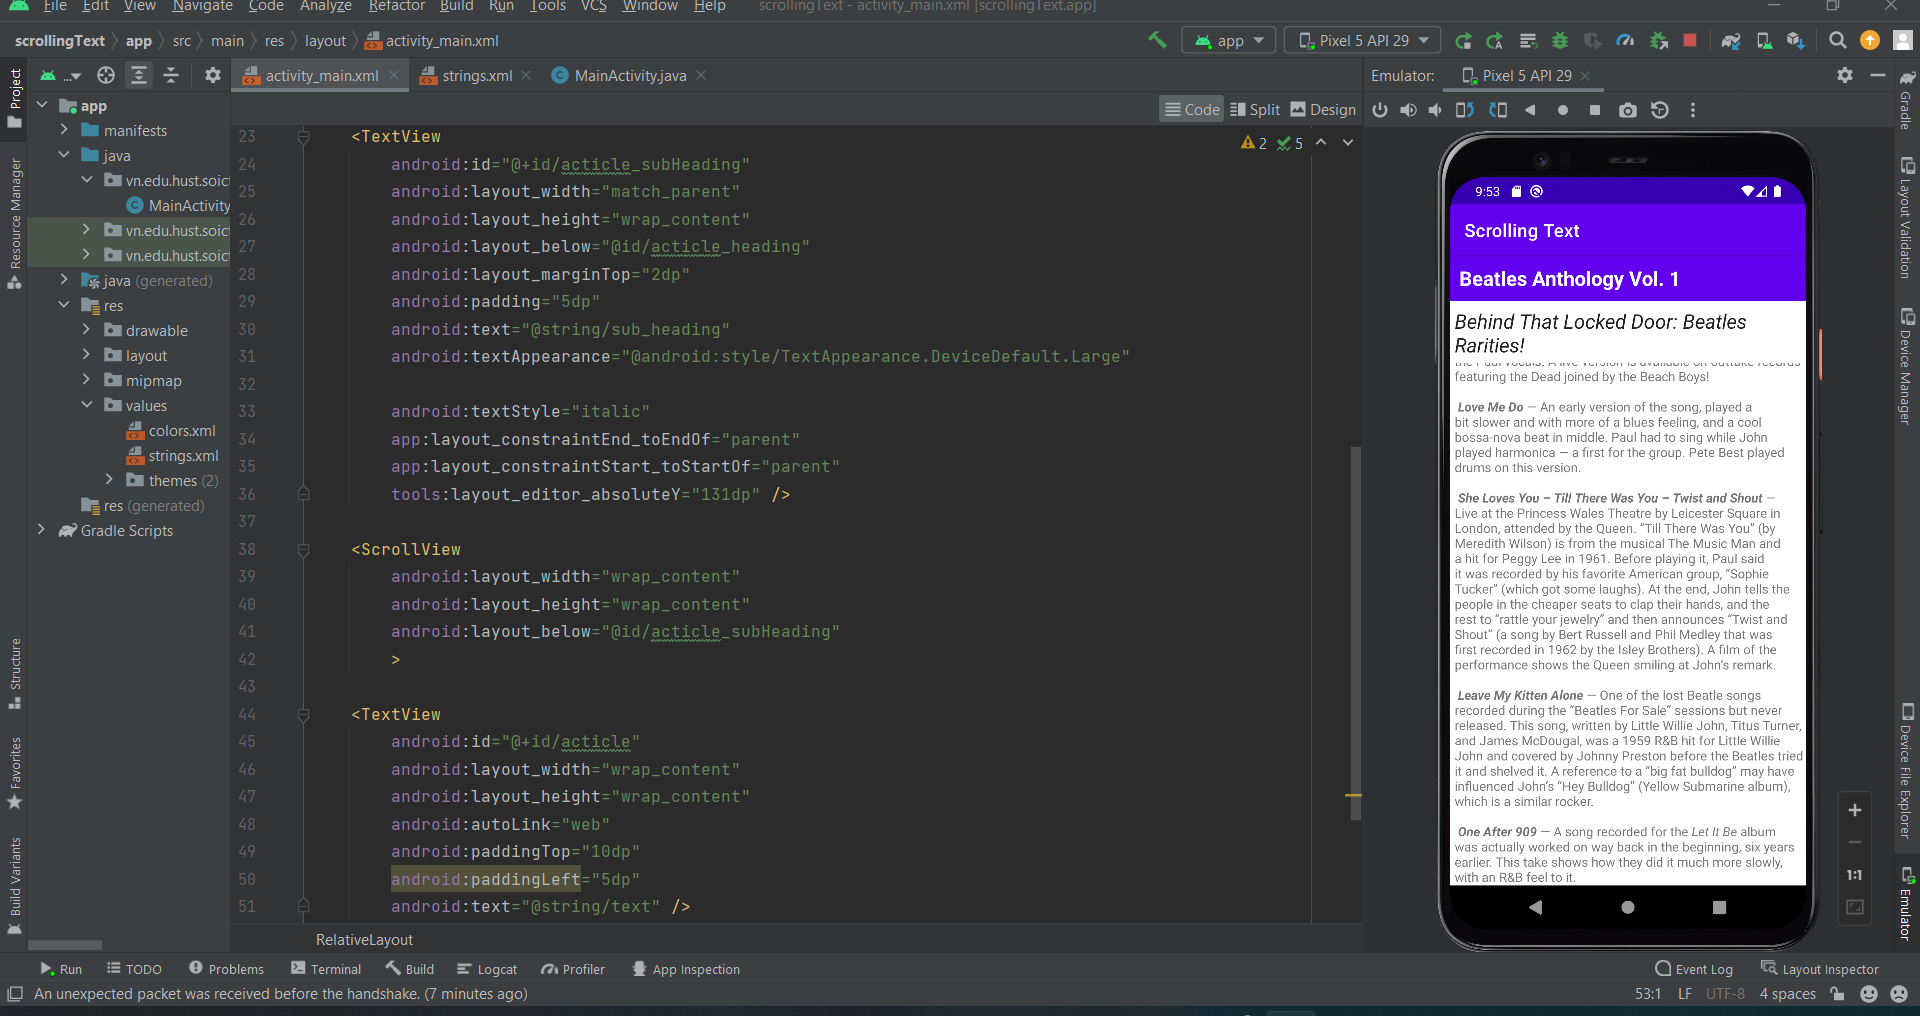 File Edit View Navigate Code Analyze Refactor Build Run Tools VCS Window Help scrollingText - activity_main.xml [scrollingText.app]
scrollingText app src main res layout activity_main.xml
app Pixel 5 API 29
Project
...
activity_main.xml strings.xml MainActivity.java
Emulator: Pixel 5 API 29
Code Split Design
app
manifests
java
vn.edu.hust.soict
MainActivity
vn.edu.hust.soict
vn.edu.hust.soict
java (generated)
res
drawable
layout
mipmap
values
colors.xml
strings.xml
themes (2)
res (generated)
Gradle Scripts
Resource Manager
Structure
Favorites
Build Variants
2 5
23 <TextView
24 android:id="@+id/acticle_subHeading"
25 android:layout_width="match_parent"
26 android:layout_height="wrap_content"
27 android:layout_below="@id/acticle_heading"
28 android:layout_marginTop="2dp"
29 android:padding="5dp"
30 android:text="@string/sub_heading"
31 android:textAppearance="@android:style/TextAppearance.DeviceDefault.Large"
32
33 android:textStyle="italic"
34 app:layout_constraintEnd_toEndOf="parent"
35 app:layout_constraintStart_toStartOf="parent"
36 tools:layout_editor_absoluteY="131dp" />
37
38 <ScrollView
39 android:layout_width="wrap_content"
40 android:layout_height="wrap_content"
41 android:layout_below="@id/acticle_subHeading"
42 >
43
44 <TextView
45 android:id="@+id/acticle"
46 android:layout_width="wrap_content"
47 android:layout_height="wrap_content"
48 android:autoLink="web"
49 android:paddingTop="10dp"
50 android:paddingLeft="5dp"
51 android:text="@string/text" />
RelativeLayout
9:53
Scrolling Text
Beatles Anthology Vol. 1
Behind That Locked Door: Beatles
Rarities!
the Paul vocals. A live version is available on outtake records
featuring the Dead joined by the Beach Boys!
Love Me Do — An early version of the song, played a
bit slower and with more of a blues feeling, and a cool
bossa-nova beat in middle. Paul had to sing while John
played harmonica — a first for the group. Pete Best played
drums on this version.
She Loves You – Till There Was You – Twist and Shout —
Live at the Princess Wales Theatre by Leicester Square in
London, attended by the Queen. “Till There Was You” (by
Meredith Wilson) is from the musical The Music Man and
a hit for Peggy Lee in 1961. Before playing it, Paul said
it was recorded by his favorite American group, “Sophie
Tucker” (which got some laughs). At the end, John tells the
people in the cheaper seats to clap their hands, and the
rest to “rattle your jewelry” and then announces “Twist and
Shout” (a song by Bert Russell and Phil Medley that was
first recorded in 1962 by the Isley Brothers). A film of the
performance shows the Queen smiling at John’s remark.
Leave My Kitten Alone — One of the lost Beatle songs
recorded during the “Beatles For Sale” sessions but never
released. This song, written by Little Willie John, Titus Turner,
and James McDougal, was a 1959 R&B hit for Little Willie
John and covered by Johnny Preston before the Beatles tried
it and shelved it. A reference to a “big fat bulldog” may have
influenced John’s “Hey Bulldog” (Yellow Submarine album),
which is a similar rocker.
One After 909 — A song recorded for the Let It Be album
was actually worked on way back in the beginning, six years
earlier. This take shows how they did it much more slowly,
with an R&B feel to it.
1:1
Gradle
Layout Validation
Device Manager
Device File Explorer
Emulator
Run TODO Problems Terminal Build Logcat Profiler App Inspection Event Log Layout Inspector
An unexpected packet was received before the handshake. (7 minutes ago) 53:1 LF UTF-8 4 spaces